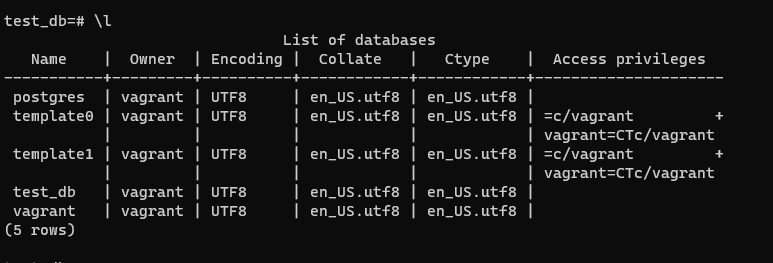 test_db=# \l
                               List of databases
   Name    |  Owner  | Encoding |  Collate   |   Ctype    |  Access privileges
-----------+---------+----------+------------+------------+---------------------
 postgres  | vagrant | UTF8     | en_US.utf8 | en_US.utf8 |
 template0 | vagrant | UTF8     | en_US.utf8 | en_US.utf8 | =c/vagrant         +
           |         |          |            |            | vagrant=CTc/vagrant
 template1 | vagrant | UTF8     | en_US.utf8 | en_US.utf8 | =c/vagrant         +
           |         |          |            |            | vagrant=CTc/vagrant
 test_db   | vagrant | UTF8     | en_US.utf8 | en_US.utf8 |
 vagrant   | vagrant | UTF8     | en_US.utf8 | en_US.utf8 |
(5 rows)